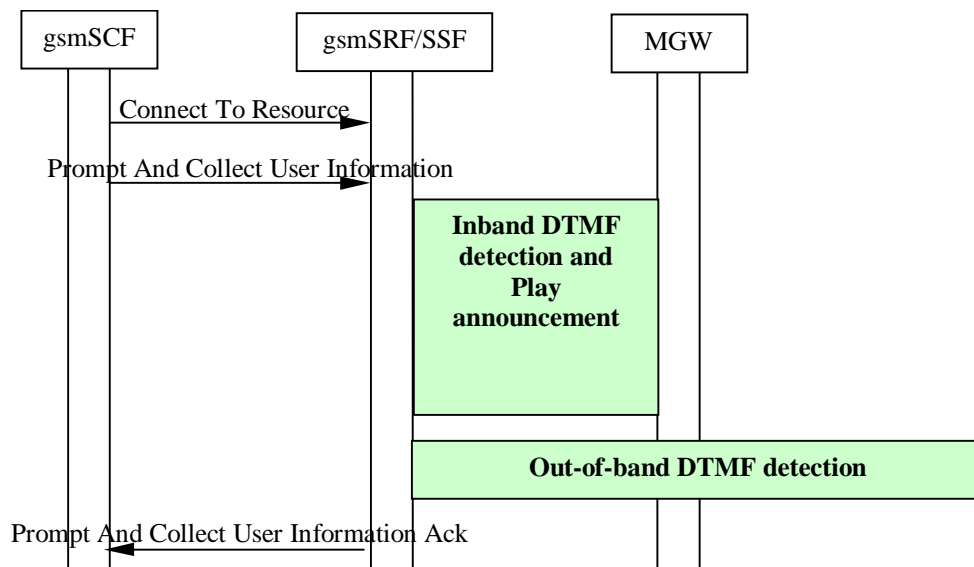 gsmSCF
gsmSRF/SSF
MGW
Connect To Resource
Prompt And Collect User Information
Inband DTMF
detection and
Play
announcement
Out-of-band DTMF detection
Prompt And Collect User Information Ack